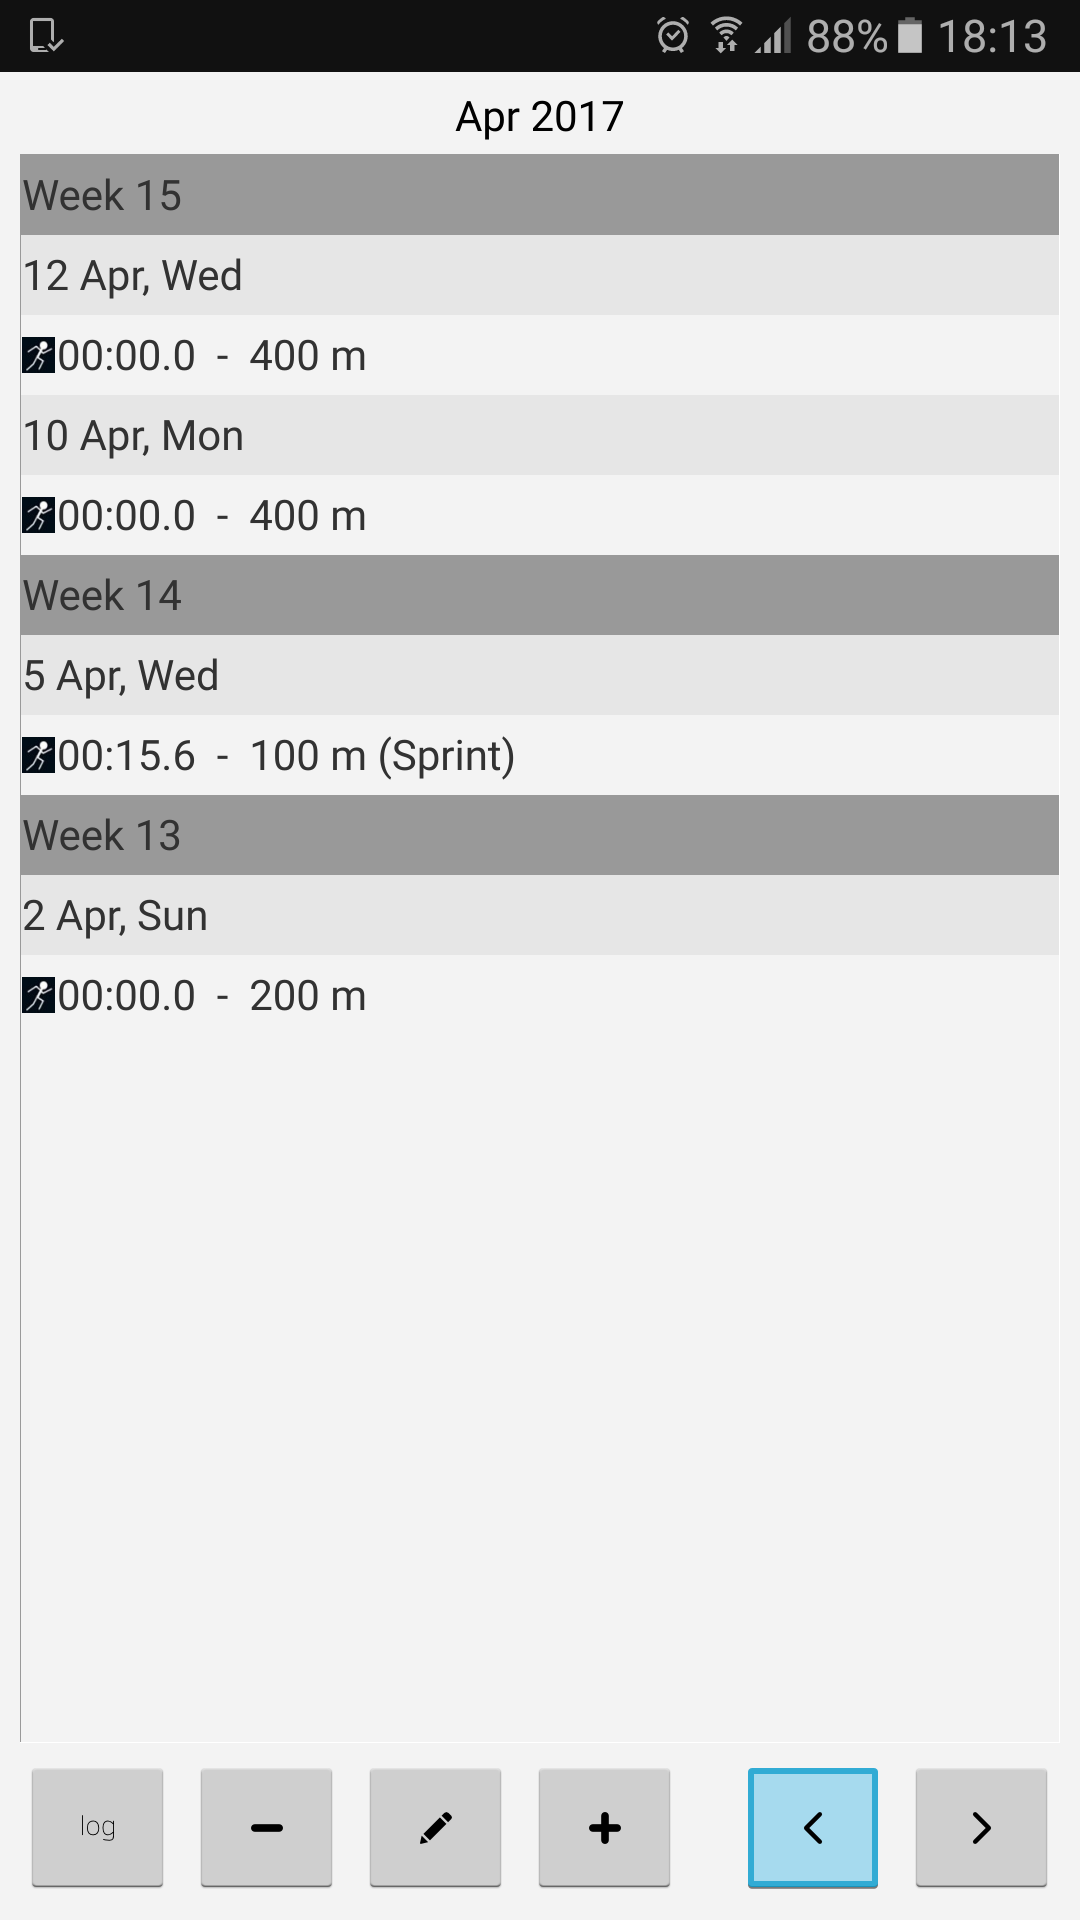 88% 18:13
Apr 2017
Week 15
12 Apr, Wed
00:00.0 - 400 m
10 Apr, Mon
00:00.0 - 400 m
Week 14
5 Apr, Wed
00:15.6 - 100 m (Sprint)
Week 13
2 Apr, Sun
00:00.0 - 200 m
log